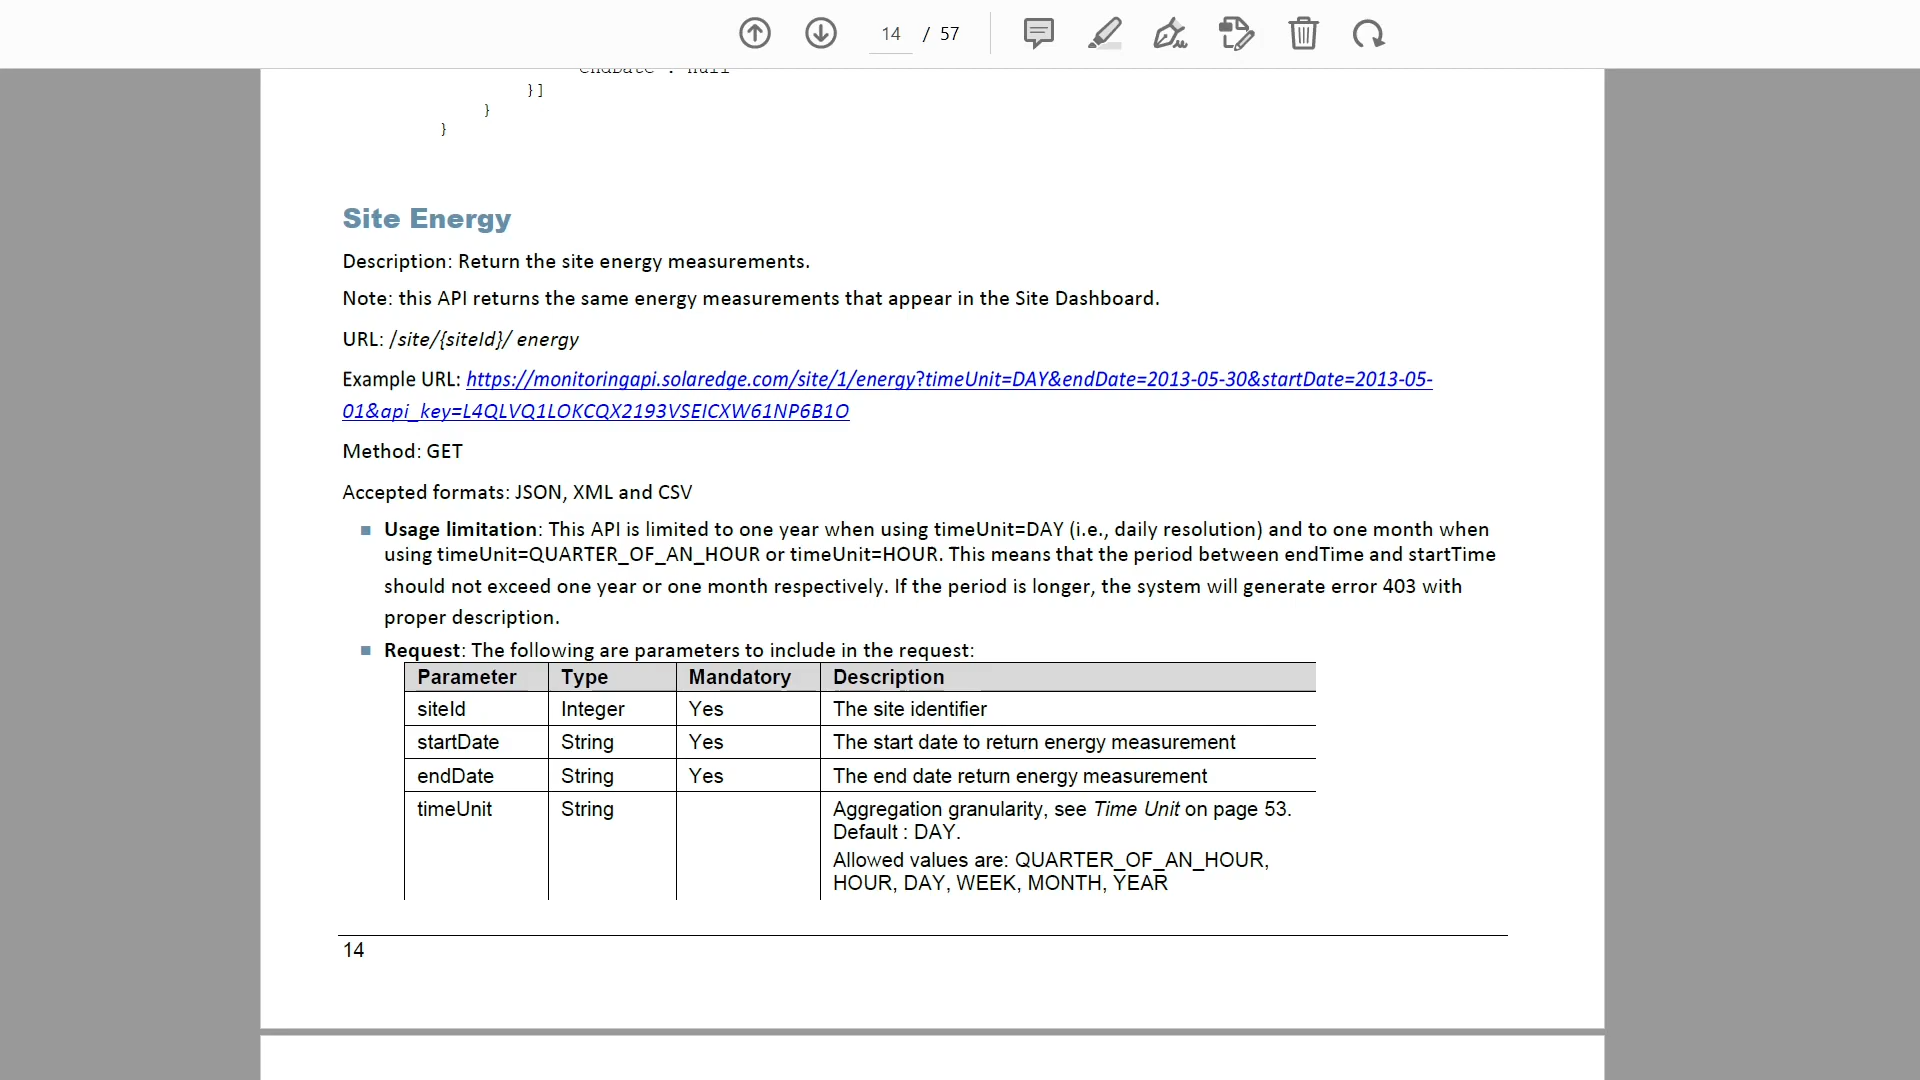 14 / 57
endDate : null
}]
}
}
Site Energy
Description: Return the site energy measurements.
Note: this API returns the same energy measurements that appear in the Site Dashboard.
URL: /site/{siteId}/ energy
Example URL: https://monitoringapi.solaredge.com/site/1/energy?timeUnit=DAY&endDate=2013-05-30&startDate=2013-05-
01&api_key=L4QLVQ1LOKCQX2193VSEICXW61NP6B1O
Method: GET
Accepted formats: JSON, XML and CSV
■ Usage limitation: This API is limited to one year when using timeUnit=DAY (i.e., daily resolution) and to one month when
using timeUnit=QUARTER_OF_AN_HOUR or timeUnit=HOUR. This means that the period between endTime and startTime
should not exceed one year or one month respectively. If the period is longer, the system will generate error 403 with
proper description.
■ Request: The following are parameters to include in the request:
Parameter Type Mandatory Description
siteId Integer Yes The site identifier
startDate String Yes The start date to return energy measurement
endDate String Yes The end date return energy measurement
timeUnit String Aggregation granularity, see Time Unit on page 53.
Default : DAY.
Allowed values are: QUARTER_OF_AN_HOUR,
HOUR, DAY, WEEK, MONTH, YEAR
14